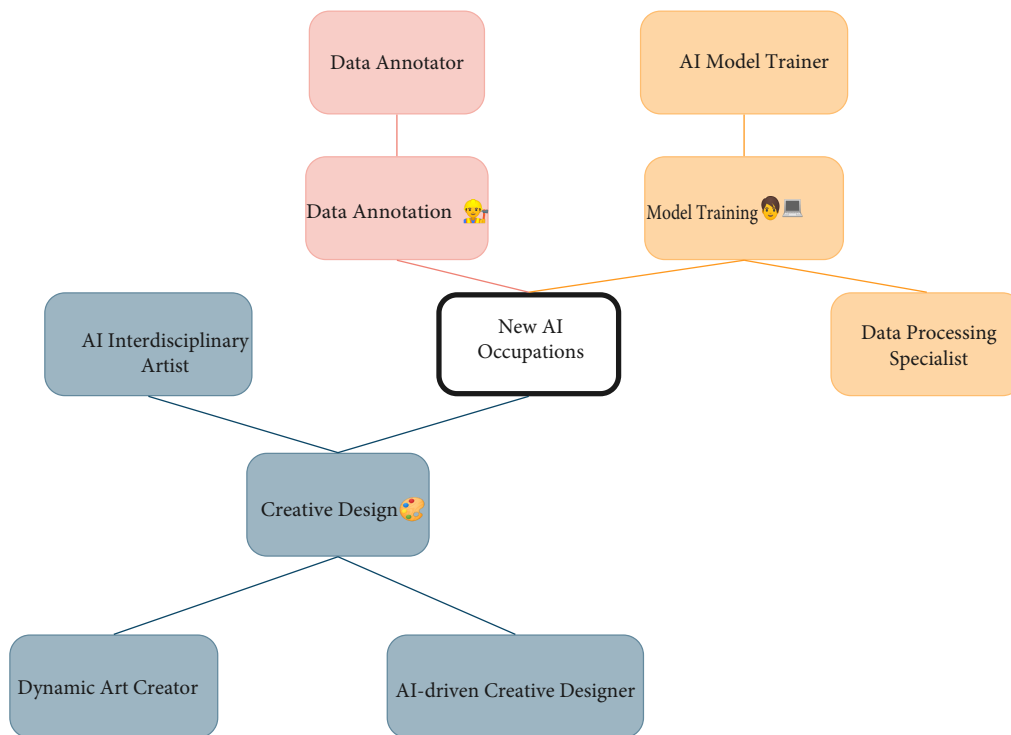 Data Annotator
AI Model Trainer
Data Annotation
Model Training
AI Interdisciplinary
Artist
New AI
Occupations
Data Processing
Specialist
Creative Design
Dynamic Art Creator
AI-driven Creative Designer